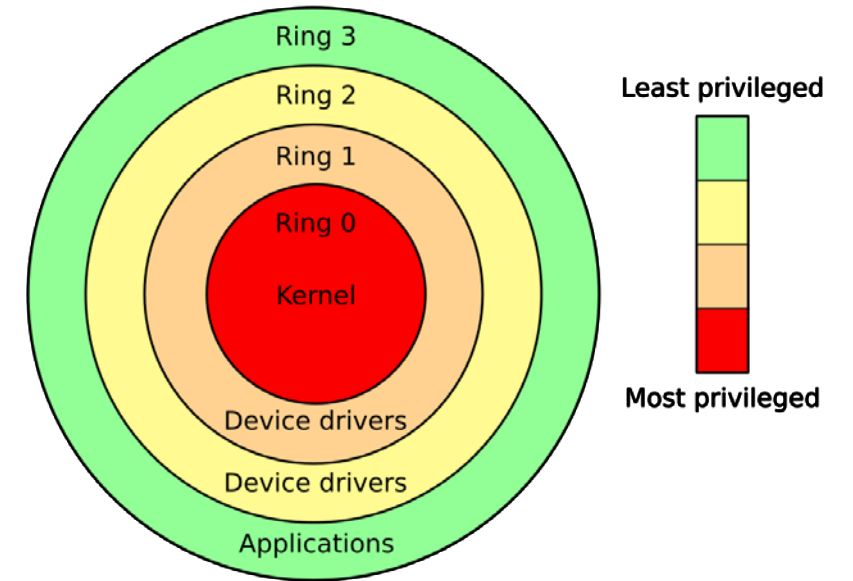 Ring 3
Ring 2
Ring 1
Ring 0
Kernel
Device drivers
Device drivers
Applications
Least privileged
Most privileged